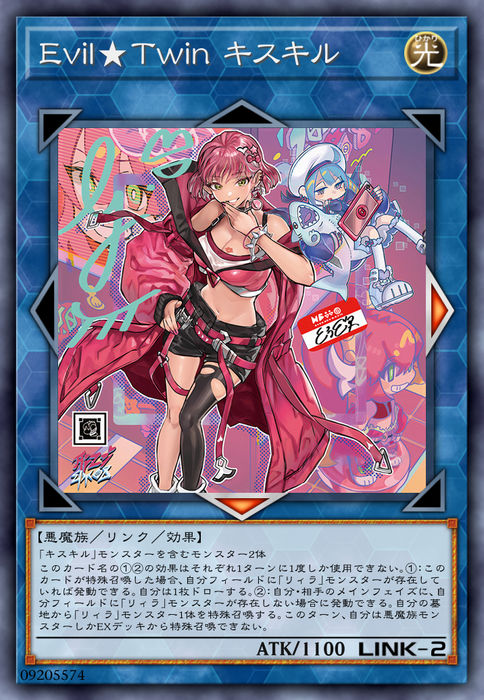 Evil★Twin キスキル
ひかり
光
HELLO
【悪魔族／リンク／効果】
「キスキル」モンスターを含むモンスター2体
このカード名の①②の効果はそれぞれ1ターンに1度しか使用できない。①：こ
のカードが特殊召喚した場合、自分フィールドに「リィラ」モンスターが存在して
いれば発動できる。自分は1枚ドローする。②：自分・相手のメインフェイズに、自
分フィールドに「リィラ」モンスターが存在しない場合に発動できる。自分の墓
地から「リィラ」モンスター1体を特殊召喚する。このターン、自分は悪魔族モン
スターしかEXデッキから特殊召喚できない。
ATK/1100 LINK-2
09205574